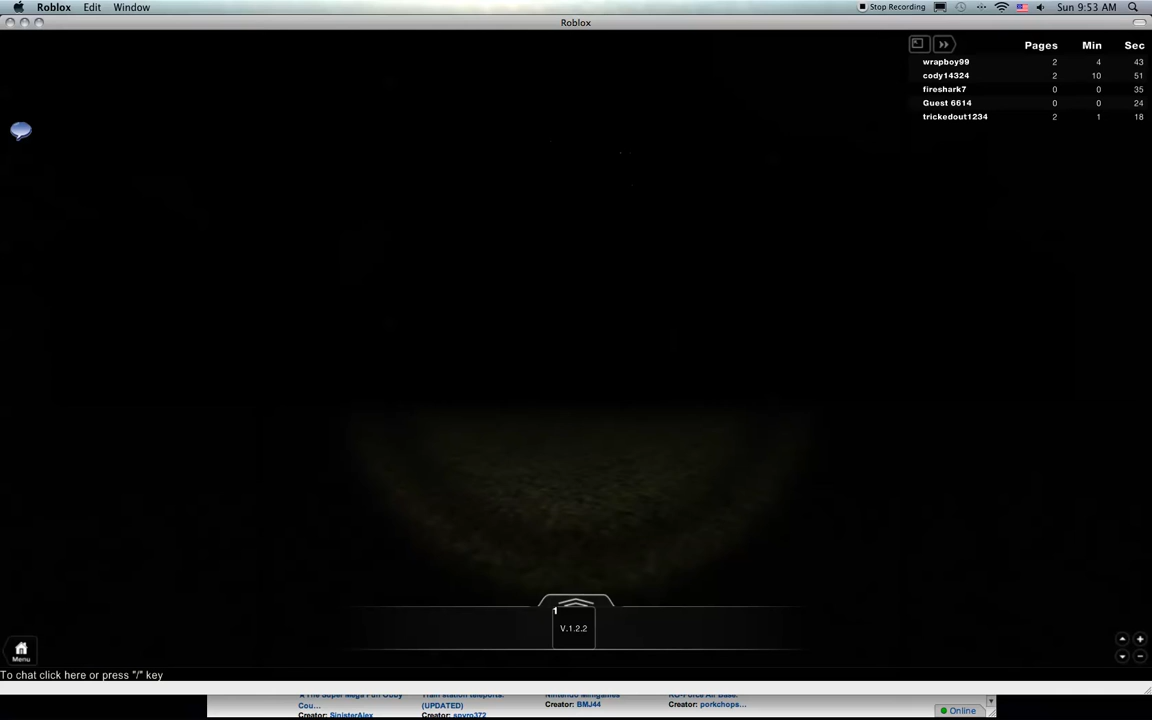 Roblox Edit Window Stop Recording Sun 9:53 AM
Roblox
Pages Min Sec
wrapboy99 2 4 43
cody14324 2 10 51
fireshark7 0 0 35
Guest 6614 0 0 24
trickedout1234 2 1 18
1
V.1.2.2
Menu
To chat click here or press "/" key
(UPDATED)
Cou...
Creator: BMJ44
Creator: porkchops...
Creator: SinisterAlex
Creator: spyro372
Online